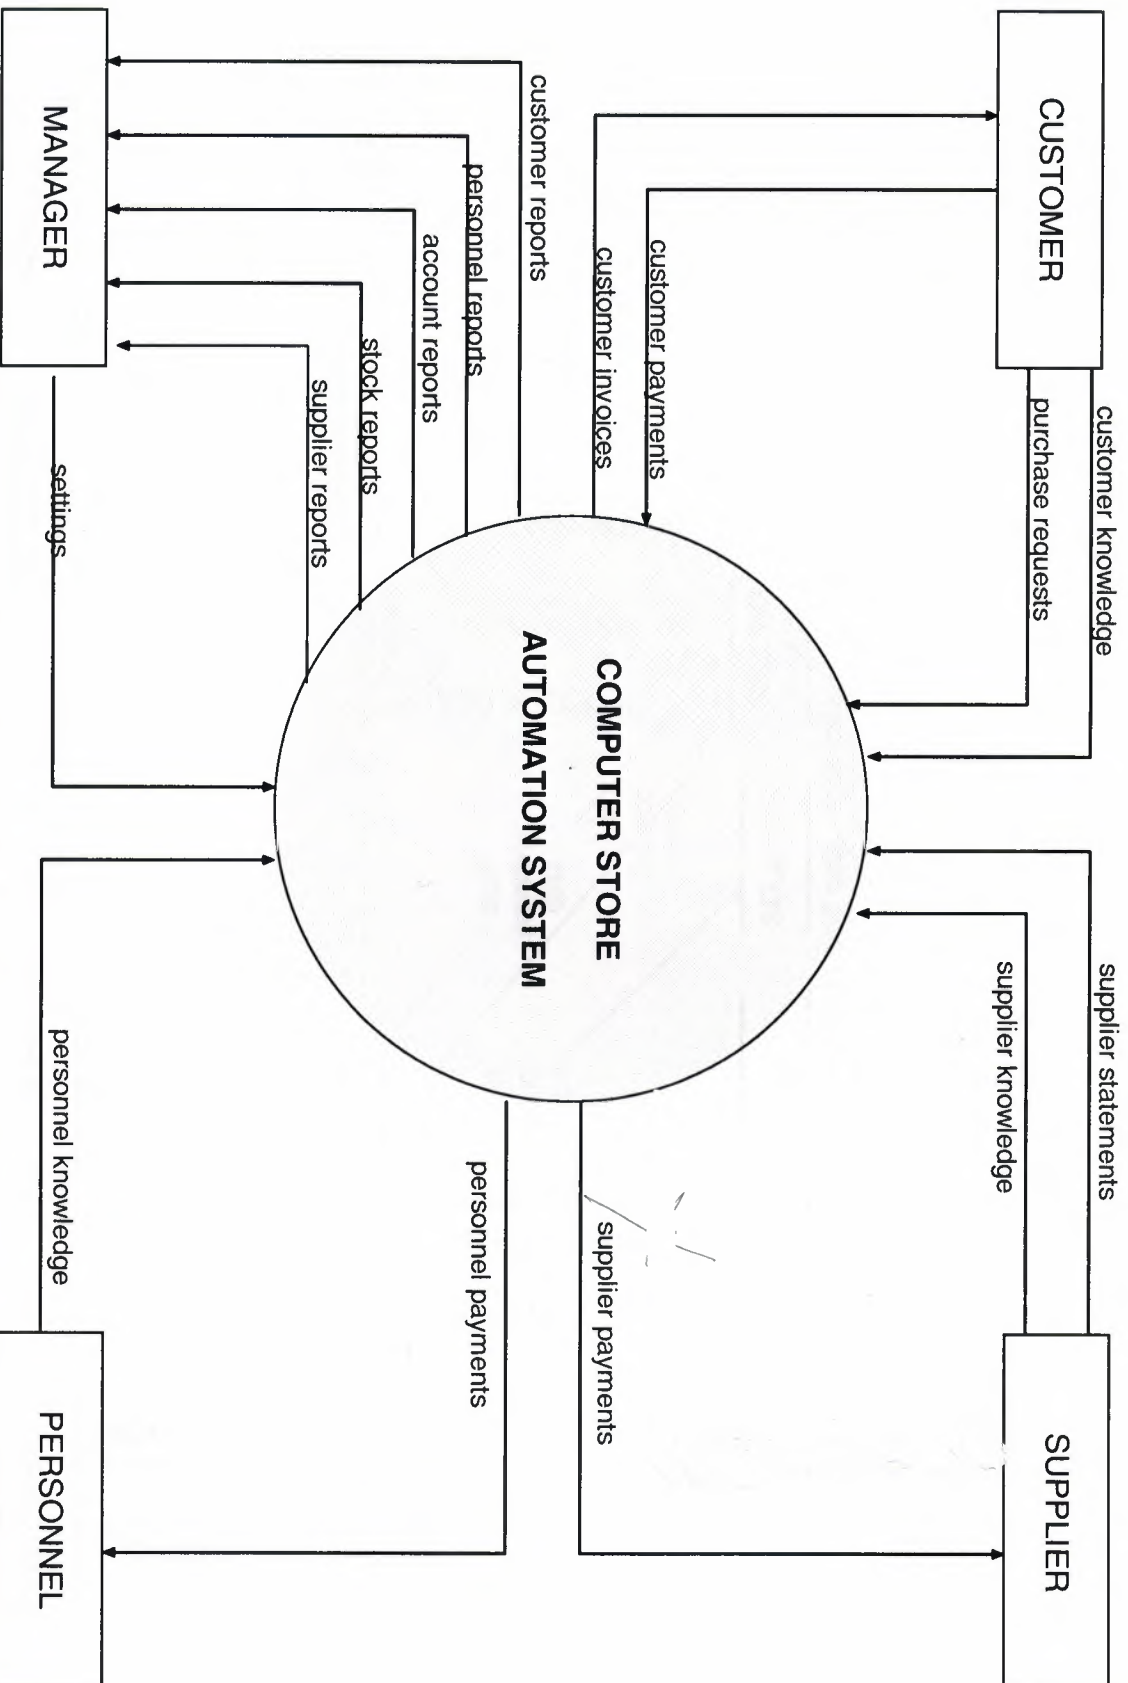 CUSTOMER
customer knowledge
purchase requests
customer payments
customer invoices
supplier statements
supplier knowledge
SUPPLIER
supplier payments
COMPUTER STORE
AUTOMATION SYSTEM
customer reports
personnel reports
account reports
stock reports
supplier reports
MANAGER
settings
personnel payments
personnel knowledge
PERSONNEL